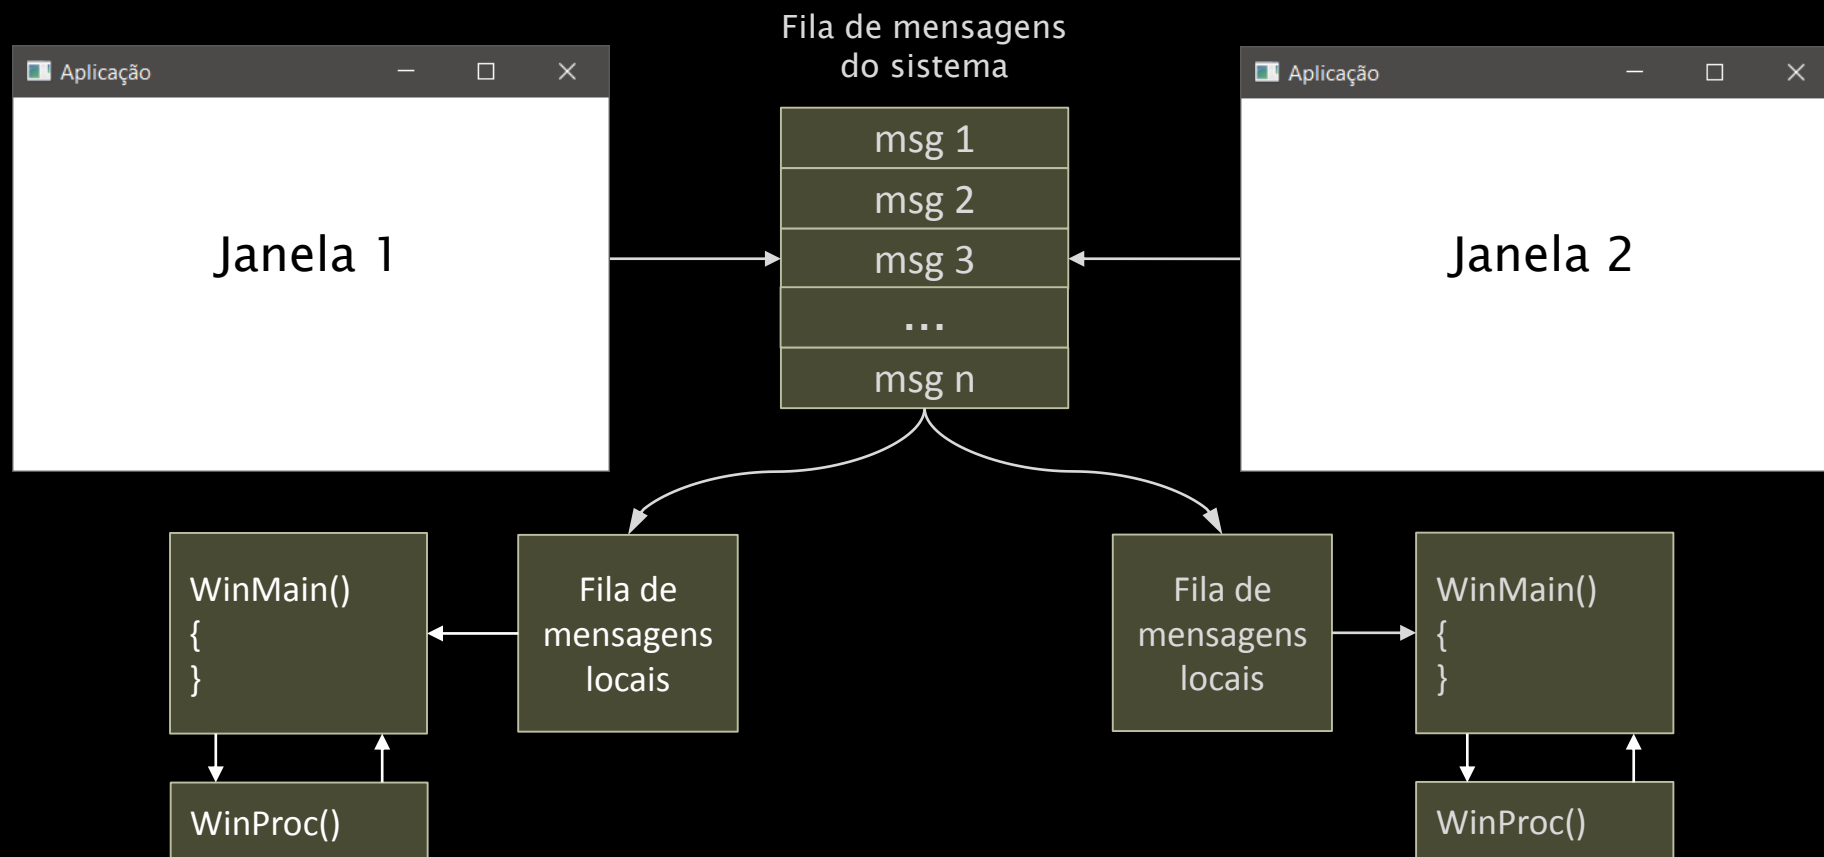 Fila de mensagens
do sistema
Aplicação
Janela 1
msg 1
msg 2
msg 3
...
msg n
Aplicação
Janela 2
WinMain()
{
}
Fila de
mensagens
locais
WinProc()
Fila de
mensagens
locais
WinMain()
{
}
WinProc()